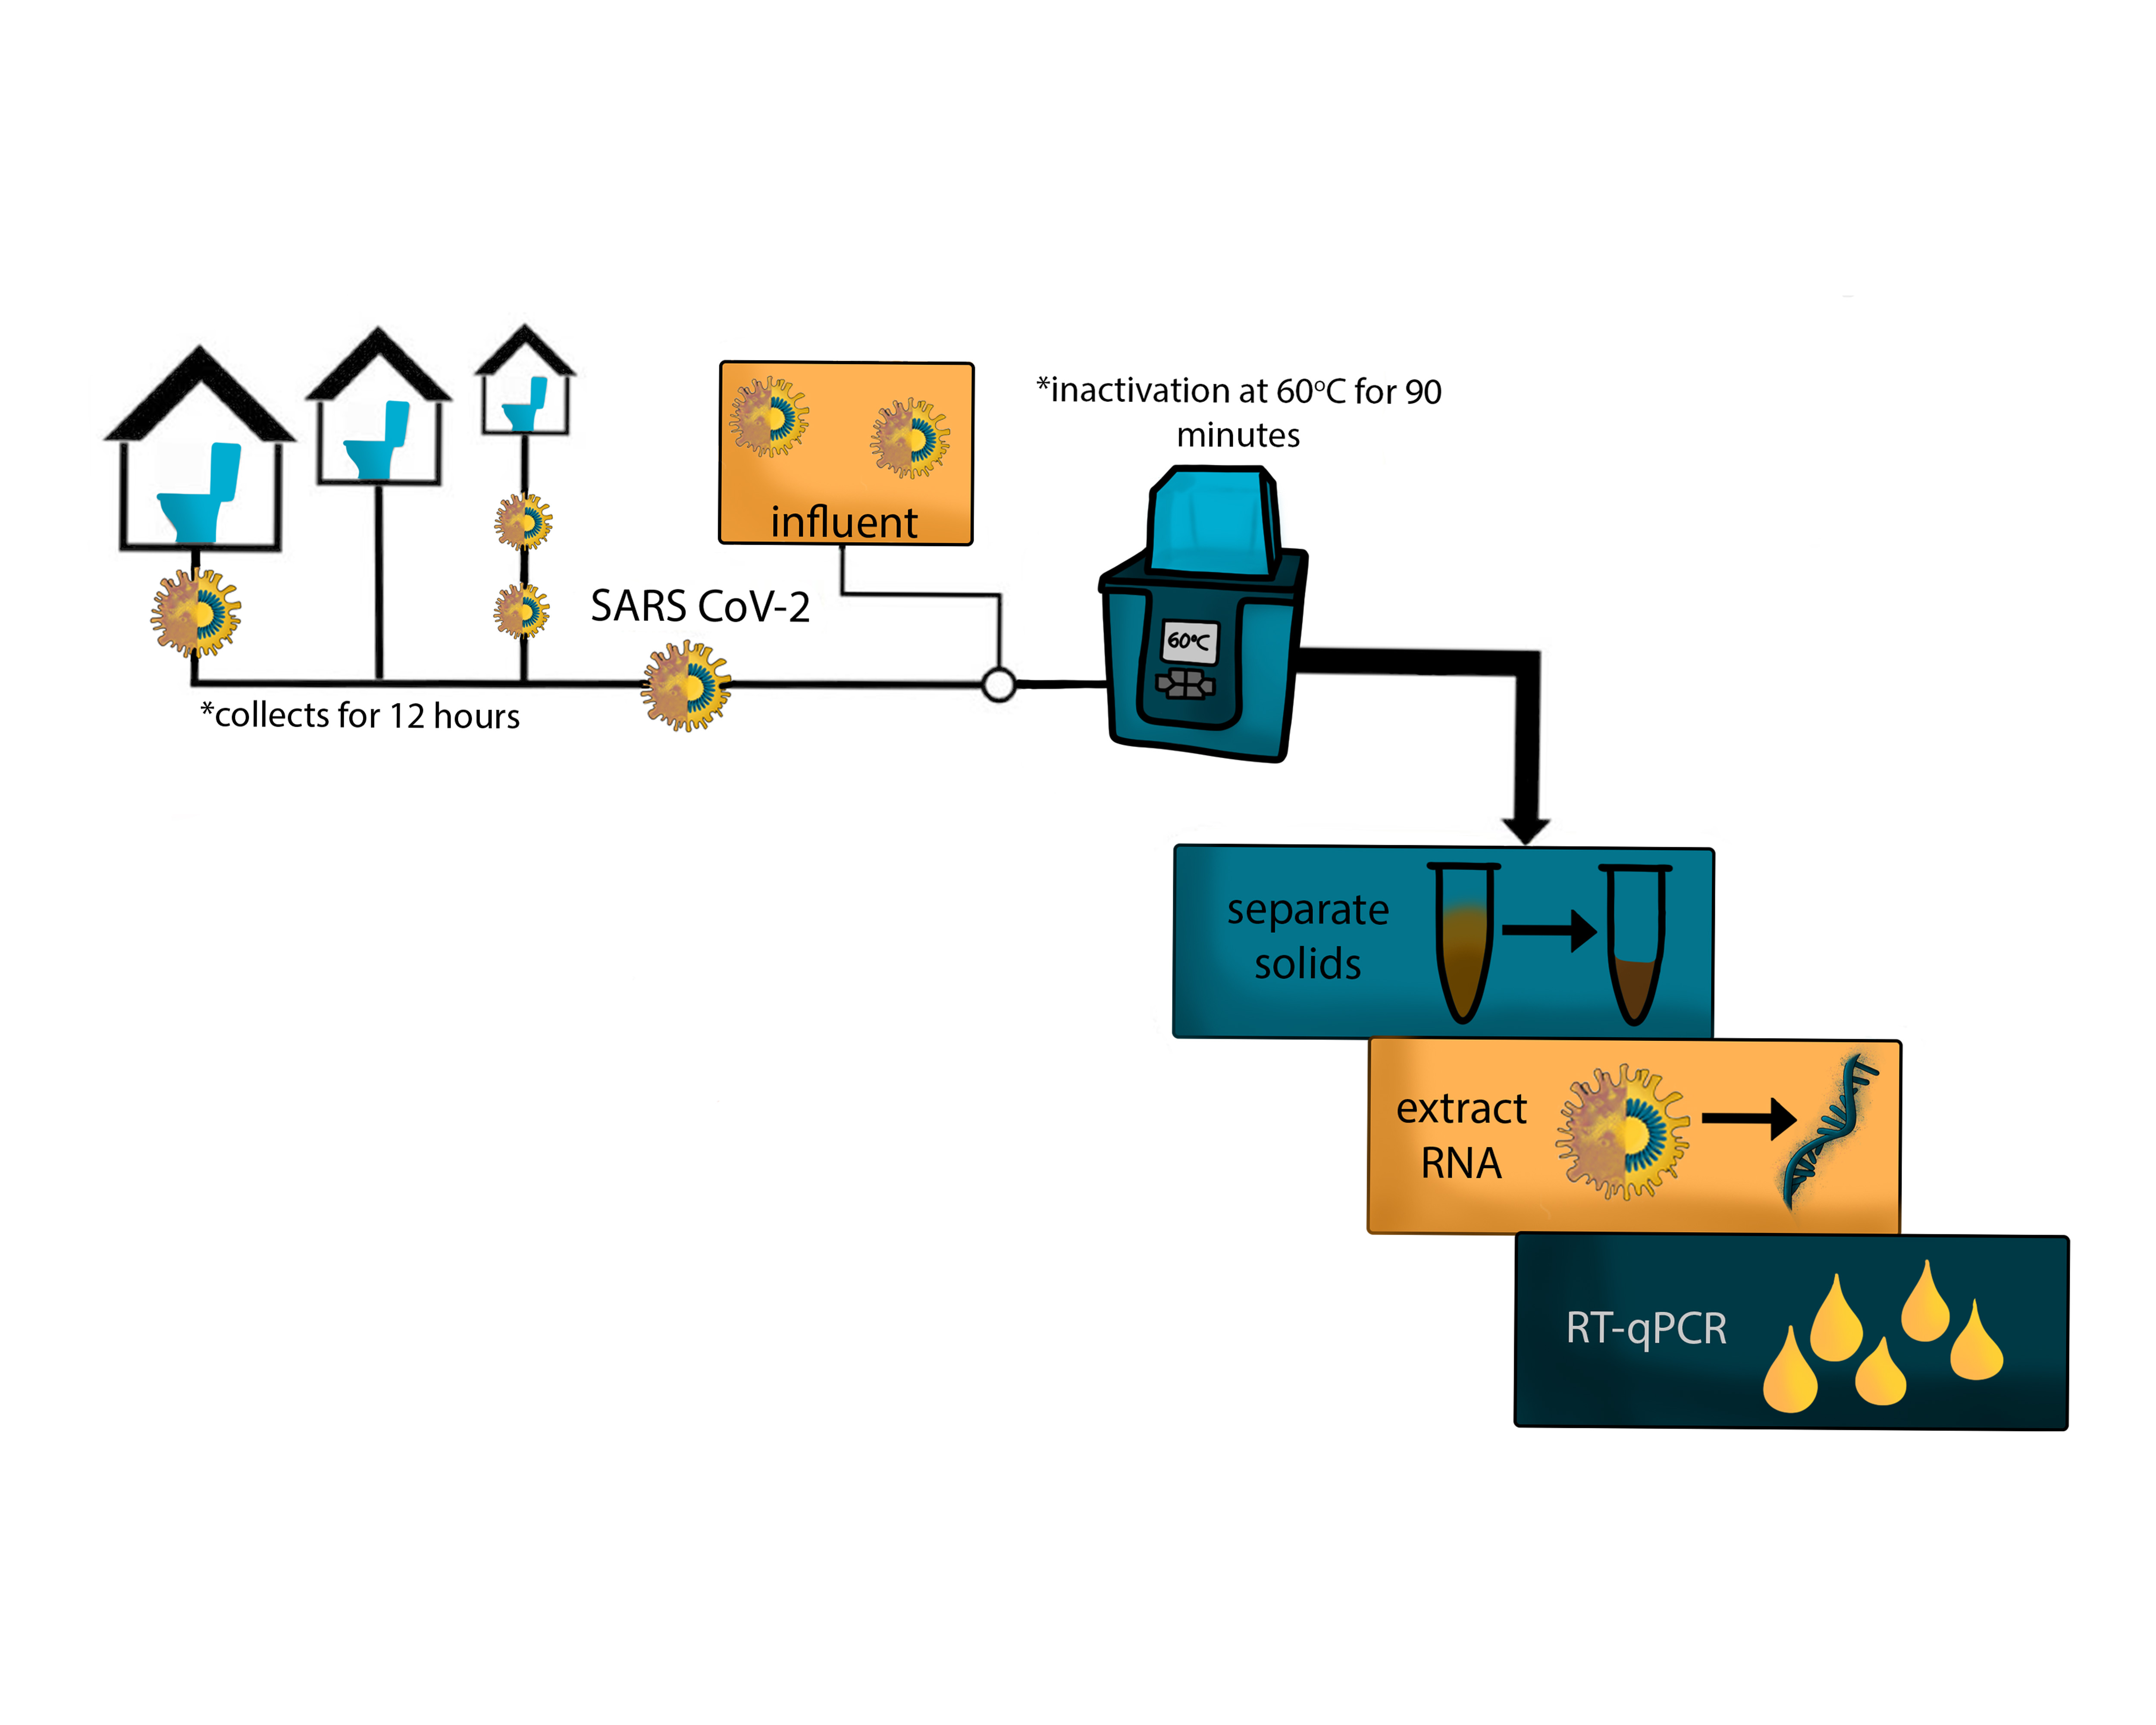 *collects for 12 hours
SARS CoV-2
influent
*inactivation at 60°C for 90
minutes
60°C
separate
solids
extract
RNA
RT-qPCR